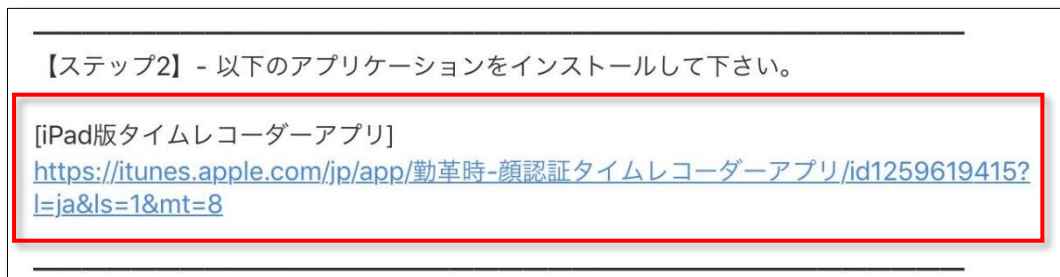 【ステップ2】- 以下のアプリケーションをインストールして下さい。
[iPad版タイムレコーダーアプリ]
https://itunes.apple.com/jp/app/勤革時-顔認証タイムレコーダーアプリ/id1259619415?
l=ja&ls=1&mt=8